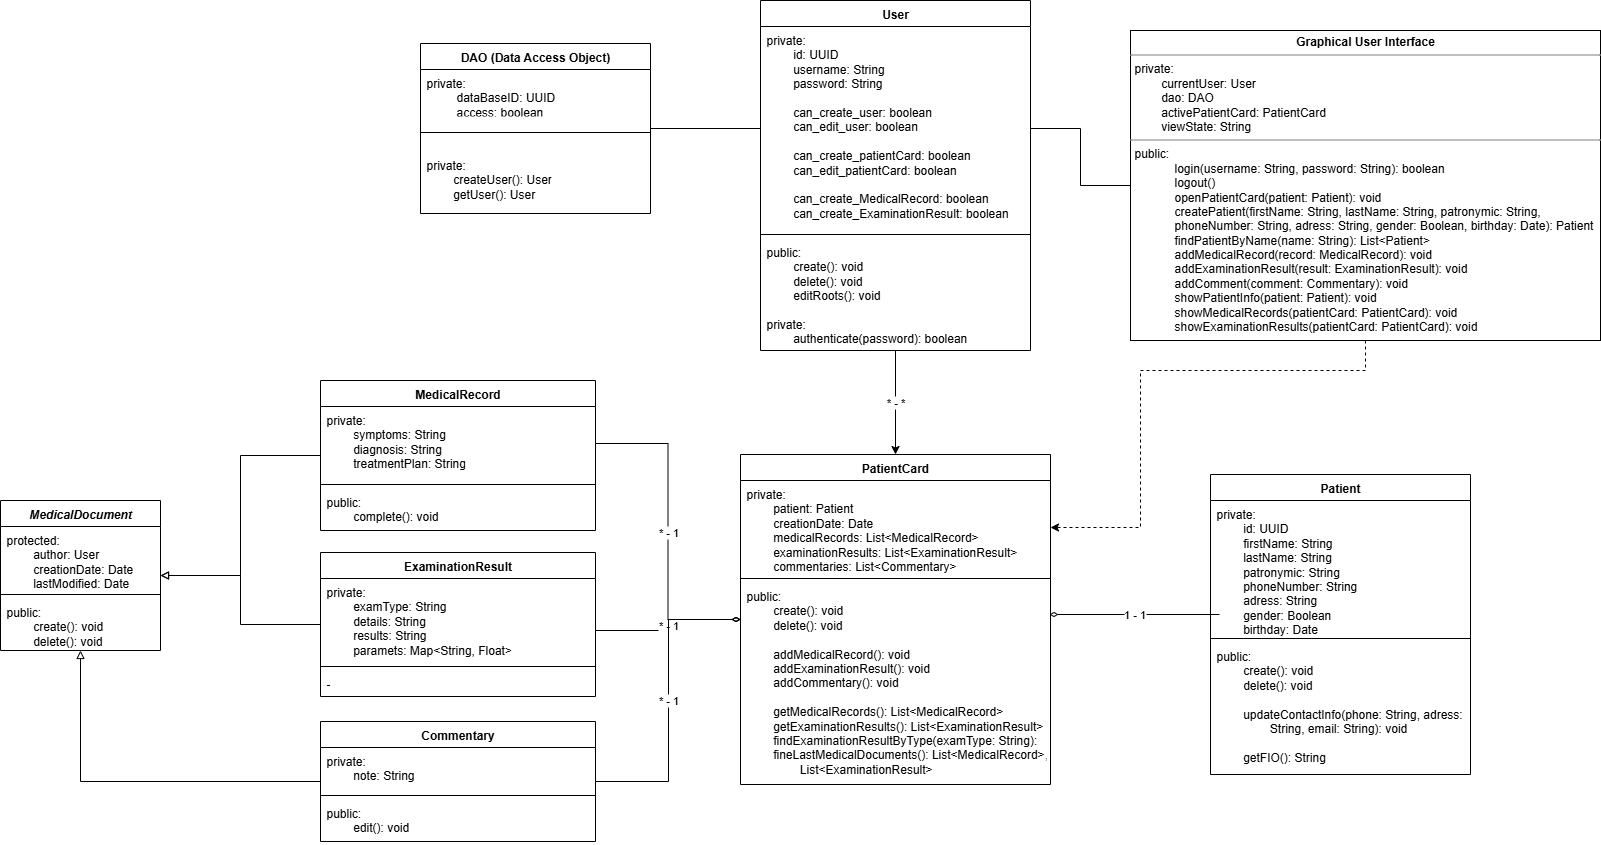 User
private:
id: UUID
username: String
password: String
can_create_user: boolean
can_edit_user: boolean
can_create_patientCard: boolean
can_edit_patientCard: boolean
can_create_MedicalRecord: boolean
can_create_ExaminationResult: boolean
public:
create(): void
delete(): void
editRoots(): void
private:
authenticate(password): boolean
DAO (Data Access Object)
private:
dataBaseID: UUID
access: boolean
private:
createUser(): User
getUser(): User
Graphical User Interface
private:
currentUser: User
dao: DAO
activePatientCard: PatientCard
viewState: String
public:
login(username: String, password: String): boolean
logout()
openPatientCard(patient: Patient): void
createPatient(firstName: String, lastName: String, patronymic: String,
phoneNumber: String, adress: String, gender: Boolean, birthday: Date): Patient
findPatientByName(name: String): List<Patient>
addMedicalRecord(record: MedicalRecord): void
addExaminationResult(result: ExaminationResult): void
addComment(comment: Commentary): void
showPatientInfo(patient: Patient): void
showMedicalRecords(patientCard: PatientCard): void
showExaminationResults(patientCard: PatientCard): void
* - *
MedicalRecord
private:
symptoms: String
diagnosis: String
treatmentPlan: String
public:
complete(): void
MedicalDocument
protected:
author: User
creationDate: Date
lastModified: Date
public:
create(): void
delete(): void
ExaminationResult
private:
examType: String
details: String
results: String
paramets: Map<String, Float>
-
Commentary
private:
note: String
public:
edit(): void
* - 1
* - 1
* - 1
PatientCard
private:
patient: Patient
creationDate: Date
medicalRecords: List<MedicalRecord>
examinationResults: List<ExaminationResult>
commentaries: List<Commentary>
public:
create(): void
delete(): void
addMedicalRecord(): void
addExaminationResult(): void
addCommentary(): void
getMedicalRecords(): List<MedicalRecord>
getExaminationResults(): List<ExaminationResult>
findExaminationResultByType(examType: String):
fineLastMedicalDocuments(): List<MedicalRecord>,
List<ExaminationResult>
1 - 1
Patient
private:
id: UUID
firstName: String
lastName: String
patronymic: String
phoneNumber: String
adress: String
gender: Boolean
birthday: Date
public:
create(): void
delete(): void
updateContactInfo(phone: String, adress:
String, email: String): void
getFIO(): String